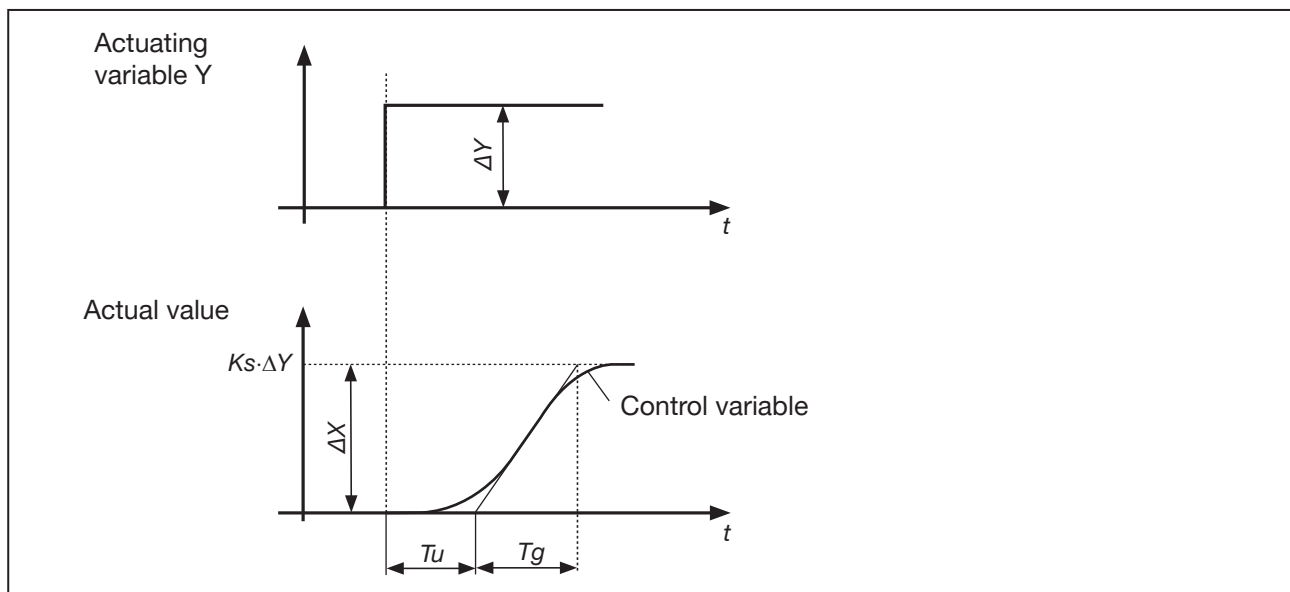 Actuating
variable Y
ΔY
t
Actual value
Ks·ΔY
ΔX
Control variable
t
Tu
Tg